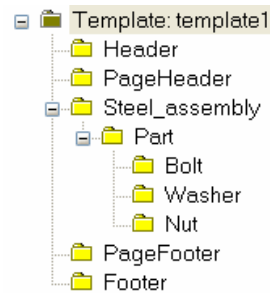 Template: template1
Header
PageHeader
Steel_assembly
Part
Bolt
Washer
Nut
PageFooter
Footer